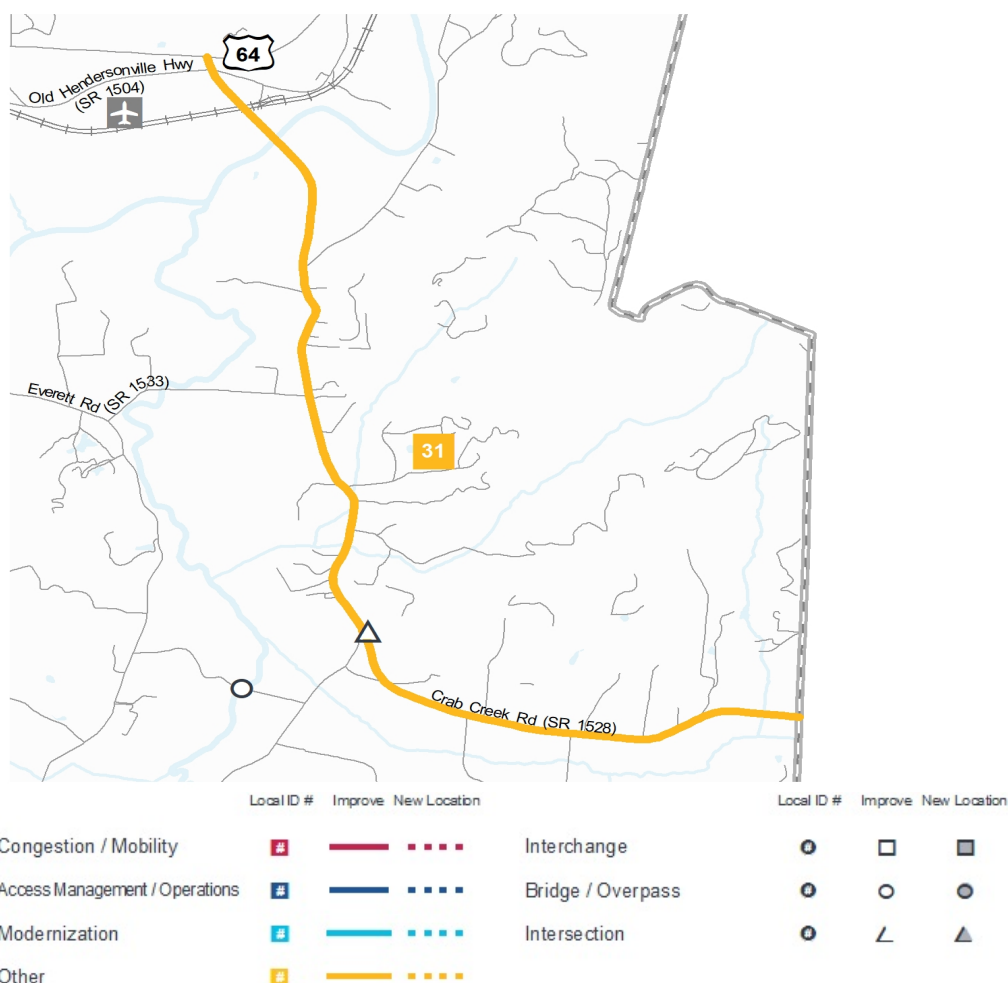 64
Old Hendersonville Hwy
(SR 1504)
Everett Rd (SR 1533)
31
Crab Creek Rd (SR 1528)
Local ID # Improve New Location Local ID # Improve New Location
Congestion / Mobility # Interchange #
Access Management / Operations # Bridge / Overpass #
Modernization # Intersection #
Other #